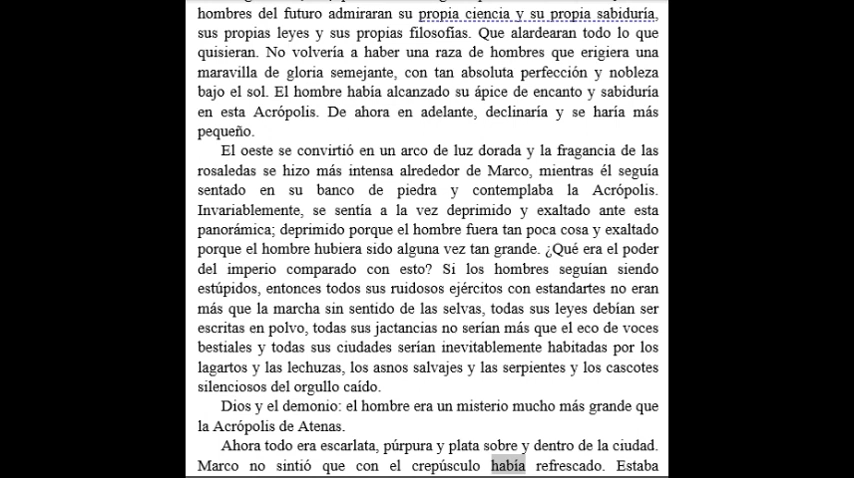 hombres del futuro admiraran su propia ciencia y su propia sabiduría,
sus propias leyes y sus propias filosofías. Que alardearan todo lo que
quisieran. No volvería a haber una raza de hombres que erigiera una
maravilla de gloria semejante, con tan absoluta perfección y nobleza
bajo el sol. El hombre había alcanzado su ápice de encanto y sabiduría
en esta Acrópolis. De ahora en adelante, declinaría y se haría más
pequeño.
El oeste se convirtió en un arco de luz dorada y la fragancia de las
rosaledas se hizo más intensa alrededor de Marco, mientras él seguía
sentado en su banco de piedra y contemplaba la Acrópolis.
Invariablemente, se sentía a la vez deprimido y exaltado ante esta
panorámica; deprimido porque el hombre fuera tan poca cosa y exaltado
porque el hombre hubiera sido alguna vez tan grande. ¿Qué era el poder
del imperio comparado con esto? Si los hombres seguían siendo
estúpidos, entonces todos sus ruidosos ejércitos con estandartes no eran
más que la marcha sin sentido de las selvas, todas sus leyes debían ser
escritas en polvo, todas sus jactancias no serían más que el eco de voces
bestiales y todas sus ciudades serían inevitablemente habitadas por los
lagartos y las lechuzas, los asnos salvajes y las serpientes y los cascotes
silenciosos del orgullo caído.
Dios y el demonio: el hombre era un misterio mucho más grande que
la Acrópolis de Atenas.
Ahora todo era escarlata, púrpura y plata sobre y dentro de la ciudad.
Marco no sintió que con el crepúsculo había refrescado. Estaba